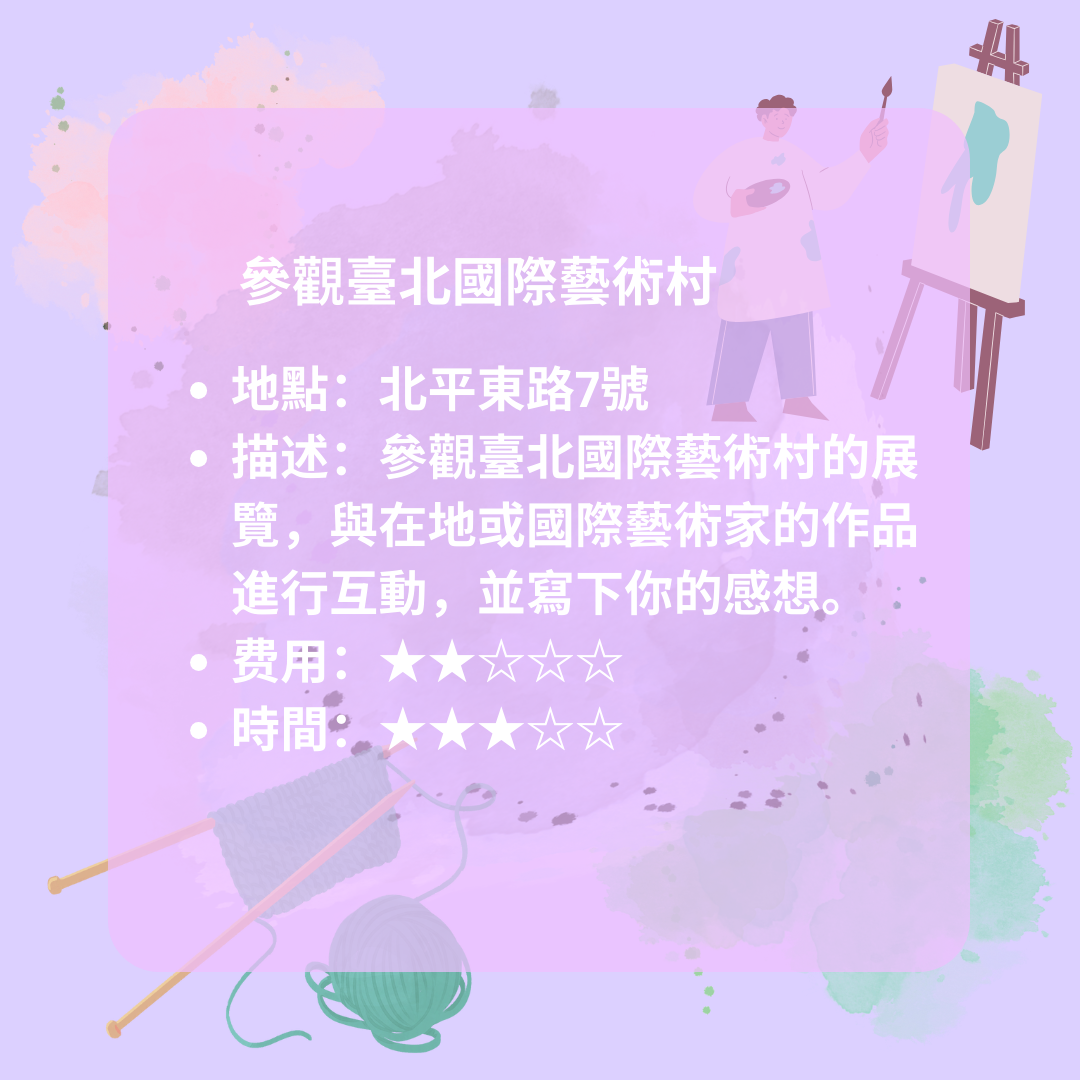 參觀臺北國際藝術村
• 地點：北平東路7號
• 描述：參觀臺北國際藝術村的展
覽，與在地或國際藝術家的作品
進行互動，並寫下你的感想。
• 费用：★★☆☆☆
• 時間：★★★☆☆